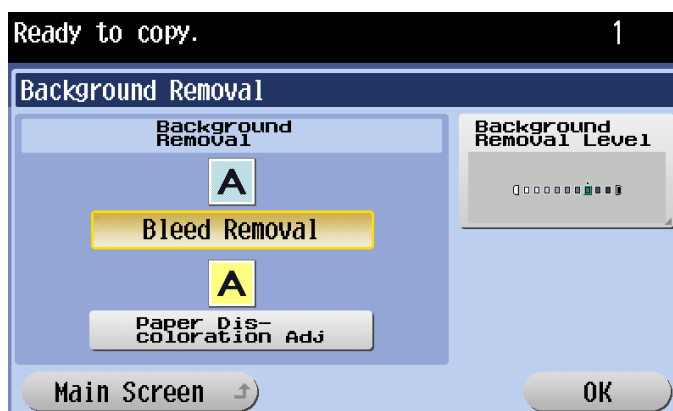 Ready to copy. 1
Background Removal
Background
Removal
A
Bleed Removal
A
Paper Dis-
coloration Adj
Background
Removal Level
Main Screen
OK